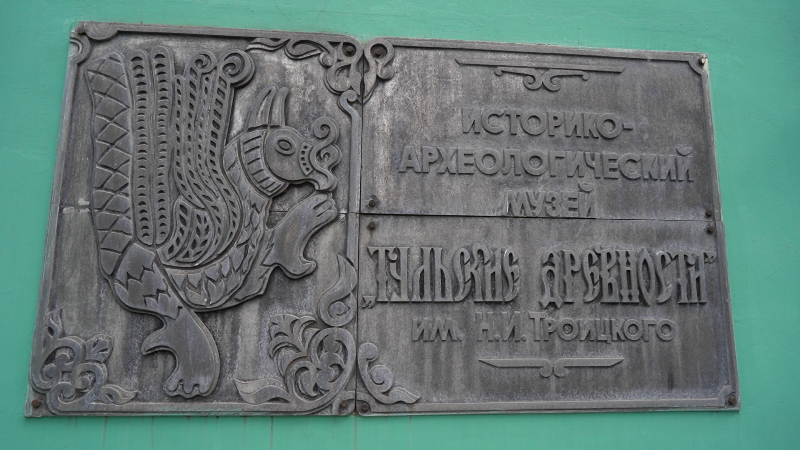 ИСТОРИКО-
АРХЕОЛОГИЧЕСКИЙ
МУЗЕЙ
„ТУЛЬСКИЕ ДРЕВНОСТИ"
ИМ. Н.И. ТРОИЦКОГО